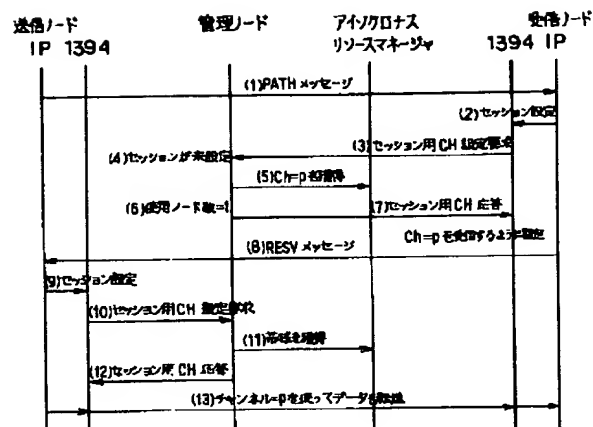 送信ノード
IP 1394
管理ノード
アイソクロナス
リソースマネージャ
受信ノード
1394 IP
(1)PATH メッセージ
(2)セッション設定
(3)セッション用 CH 設定要求
(4)セッションが未設定
(5)Ch=p を獲得
(6)使用ノード数=1
(7)セッション用 CH 応答
Ch=p を受信するように設定
(8)RESV メッセージ
(9)セッション設定
(10)セッション用 CH 設定要求
(11)帯域を獲得
(12)セッション用 CH 応答
(13)チャンネル=pを使ってデータを転送